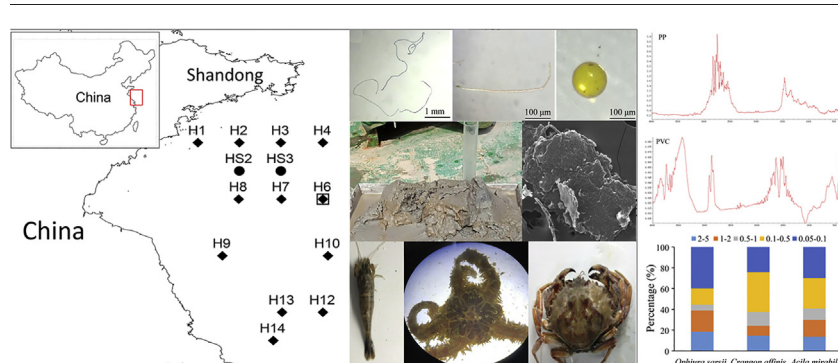 China
Shandong
H1 H2 H3 H4
HS2 HS3
H8 H7 H6
China
H9 H10
H13 H12
H14
1 mm
100 μm
100 μm
PP
PVC
2-5 1-2 0.5-1 0.1-0.5 0.05-0.1
Percentage (%)
100
80
60
40
20
0
Ophiura sarsii Crangon affinis Acila mirabil